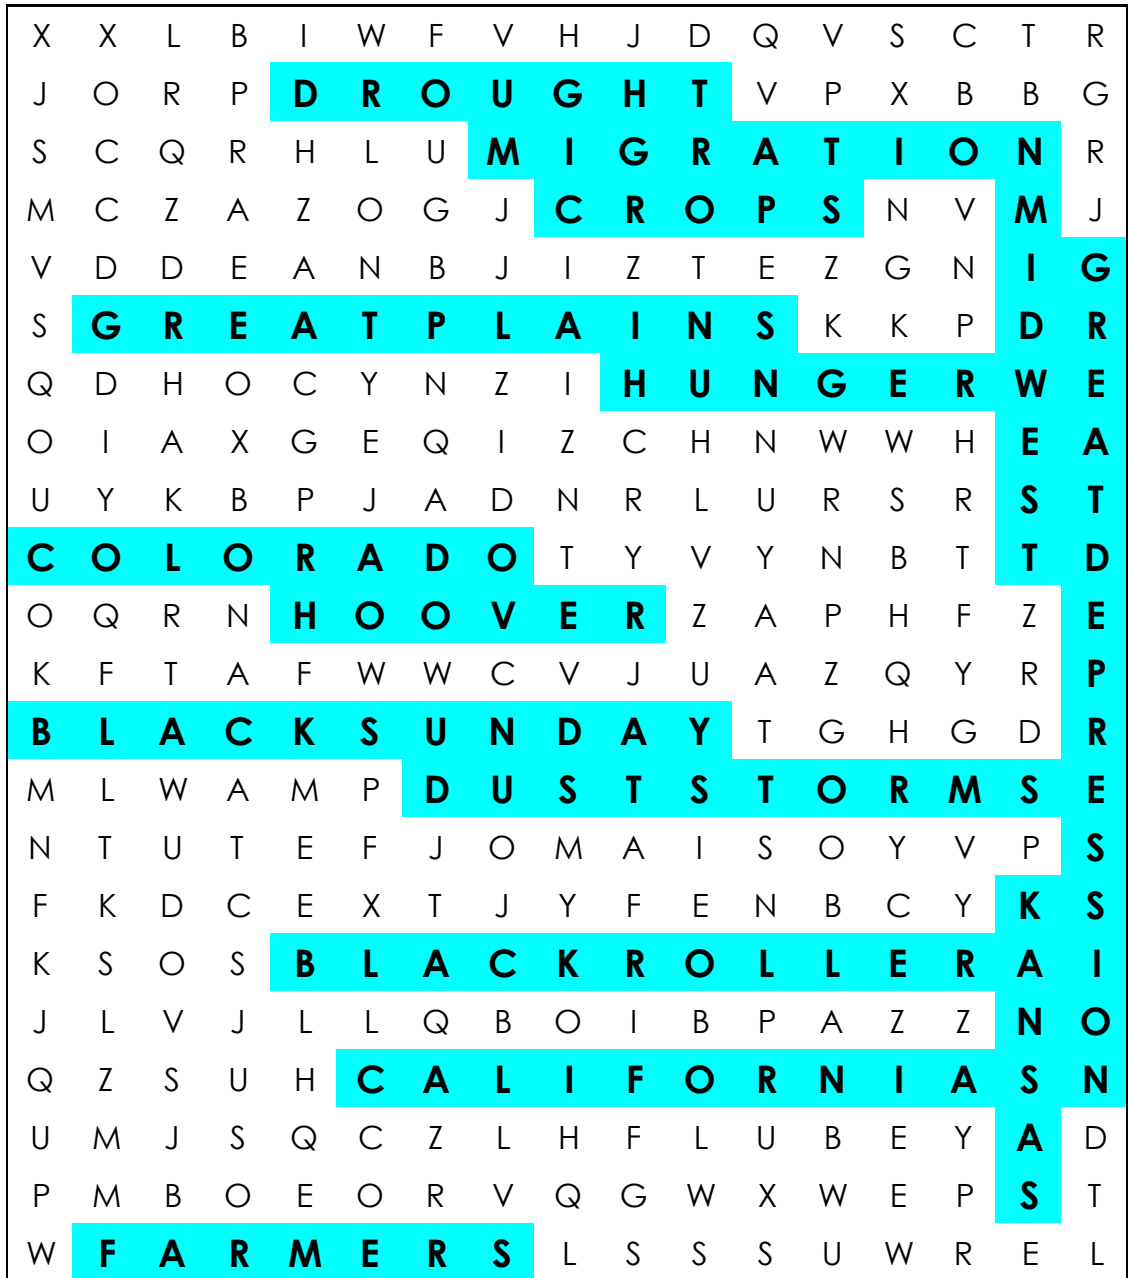 X X L B I W F V H J D Q V S C T R
J O R P D R O U G H T V P X B B G
S C Q R H L U M I G R A T I O N R
M C Z A Z O G J C R O P S N V M J
V D D E A N B J I Z T E Z G N I G
S G R E A T P L A I N S K K P D R
Q D H O C Y N Z I H U N G E R W E
O I A X G E Q I Z C H N W W H E A
U Y K B P J A D N R L U R S R S T
C O L O R A D O T Y V Y N B T T D
O Q R N H O O V E R Z A P H F Z E
K F T A F W W C V J U A Z Q Y R P
B L A C K S U N D A Y T G H G D R
M L W A M P D U S T S T O R M S E
N T U T E F J O M A I S O Y V P S
F K D C E X T J Y F E N B C Y K S
K S O S B L A C K R O L L E R A I
J L V J L L Q B O I B P A Z Z N O
Q Z S U H C A L I F O R N I A S N
U M J S Q C Z L H F L U B E Y A D
P M B O E O R V Q G W X W E P S T
W F A R M E R S L S S S U W R E L